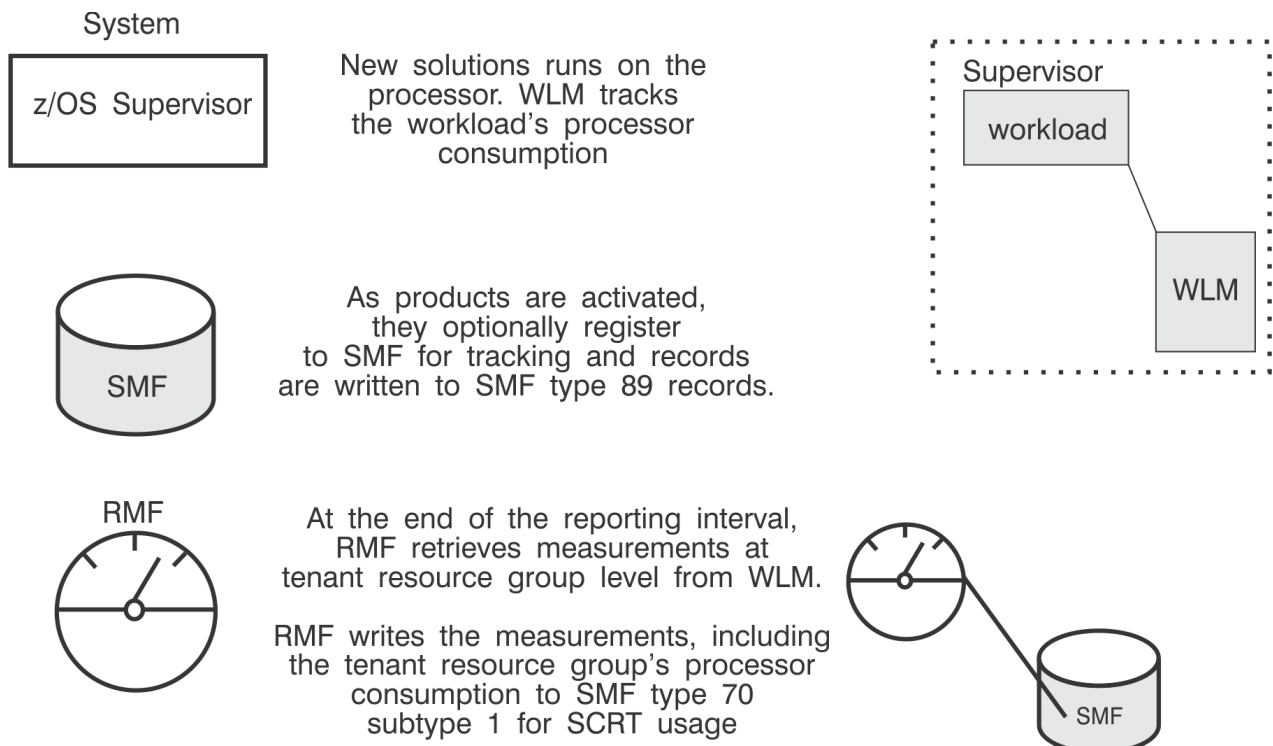 System
z/OS Supervisor
New solutions runs on the
processor. WLM tracks
the workload's processor
consumption
Supervisor
workload
WLM
SMF
As products are activated,
they optionally register
to SMF for tracking and records
are written to SMF type 89 records.
RMF
At the end of the reporting interval,
RMF retrieves measurements at
tenant resource group level from WLM.
RMF writes the measurements, including
the tenant resource group's processor
consumption to SMF type 70
subtype 1 for SCRT usage
SMF